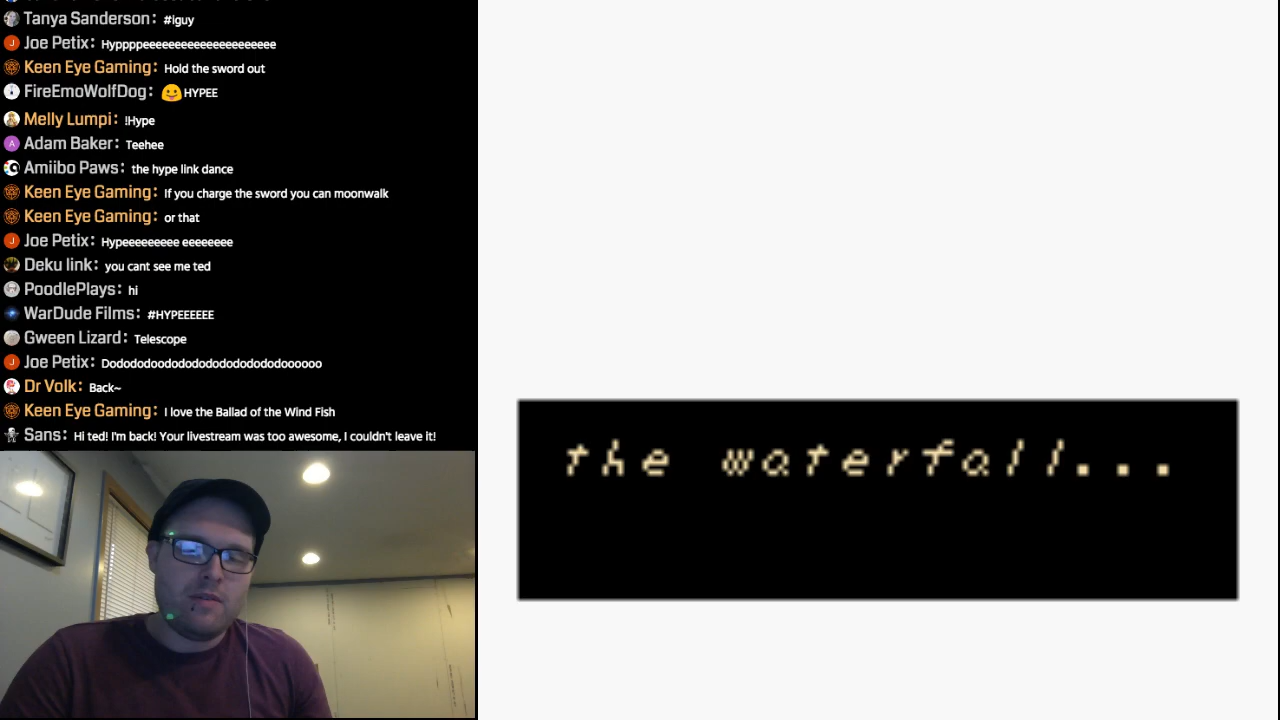 Tanya Sanderson: #iguy
Joe Petix: Hyppppeeeeeeeeeeeeeeeeeeeee
Keen Eye Gaming: Hold the sword out
FireEmoWolfDog: HYPEE
Melly Lumpi: !Hype
A Adam Baker: Teehee
Amiibo Paws: the hype link dance
Keen Eye Gaming: If you charge the sword you can moonwalk
Keen Eye Gaming: or that
J Joe Petix: Hypeeeeeeeee eeeeeeee
Deku link: you cant see me ted
PoodlePlays: hi
WarDude Films: #HYPEEEEEE
Gween Lizard: Telescope
J Joe Petix: Dodododoododododododododododooooo
Dr Volk: Back~
Keen Eye Gaming: I love the Ballad of the Wind Fish
Sans: Hi ted! I'm back! Your livestream was too awesome, I couldn't leave it!
the waterfall...